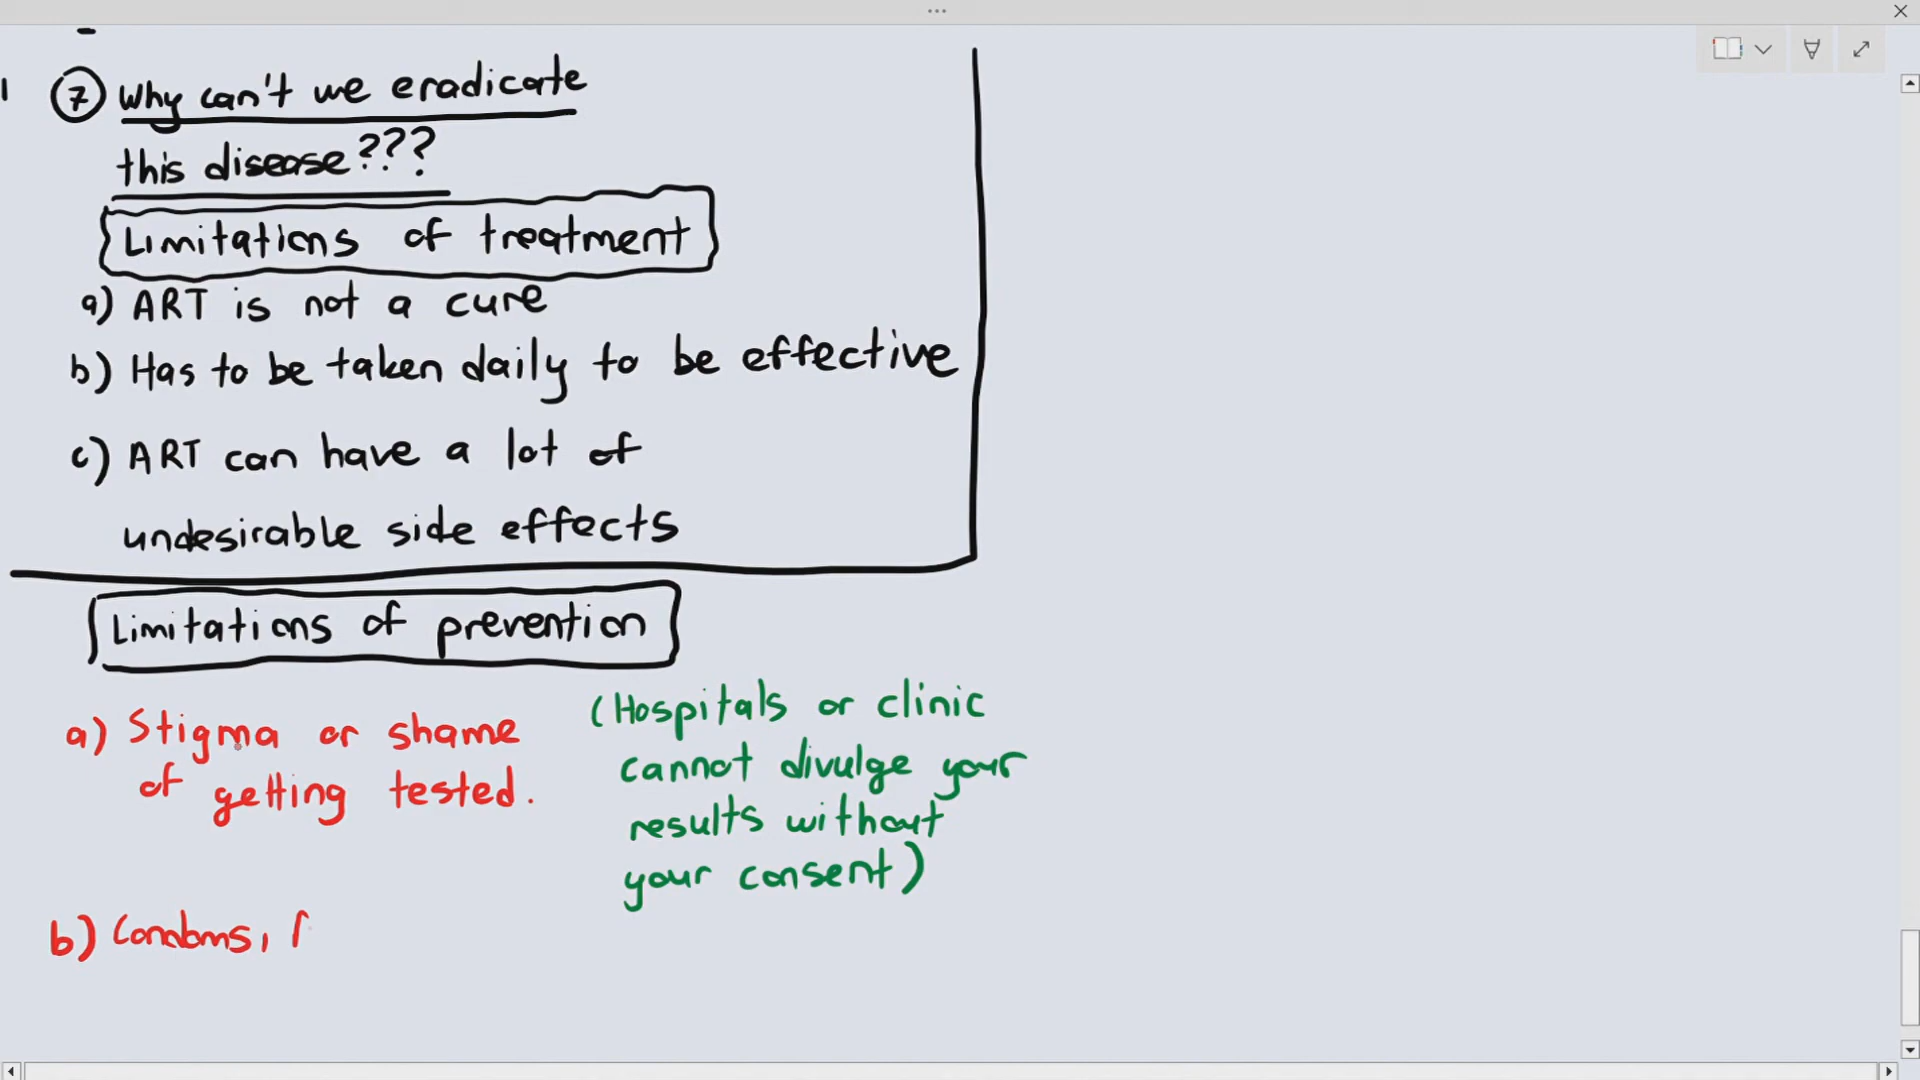 7 Why can't we eradicate
this disease???
Limitations of treatment
a) ART is not a cure
b) Has to be taken daily to be effective
c) ART can have a lot of
undesirable side effects
Limitations of prevention
a) Stigma or shame
of getting tested.
(Hospitals or clinic
cannot divulge your
results without
your consent)
b) Condoms,